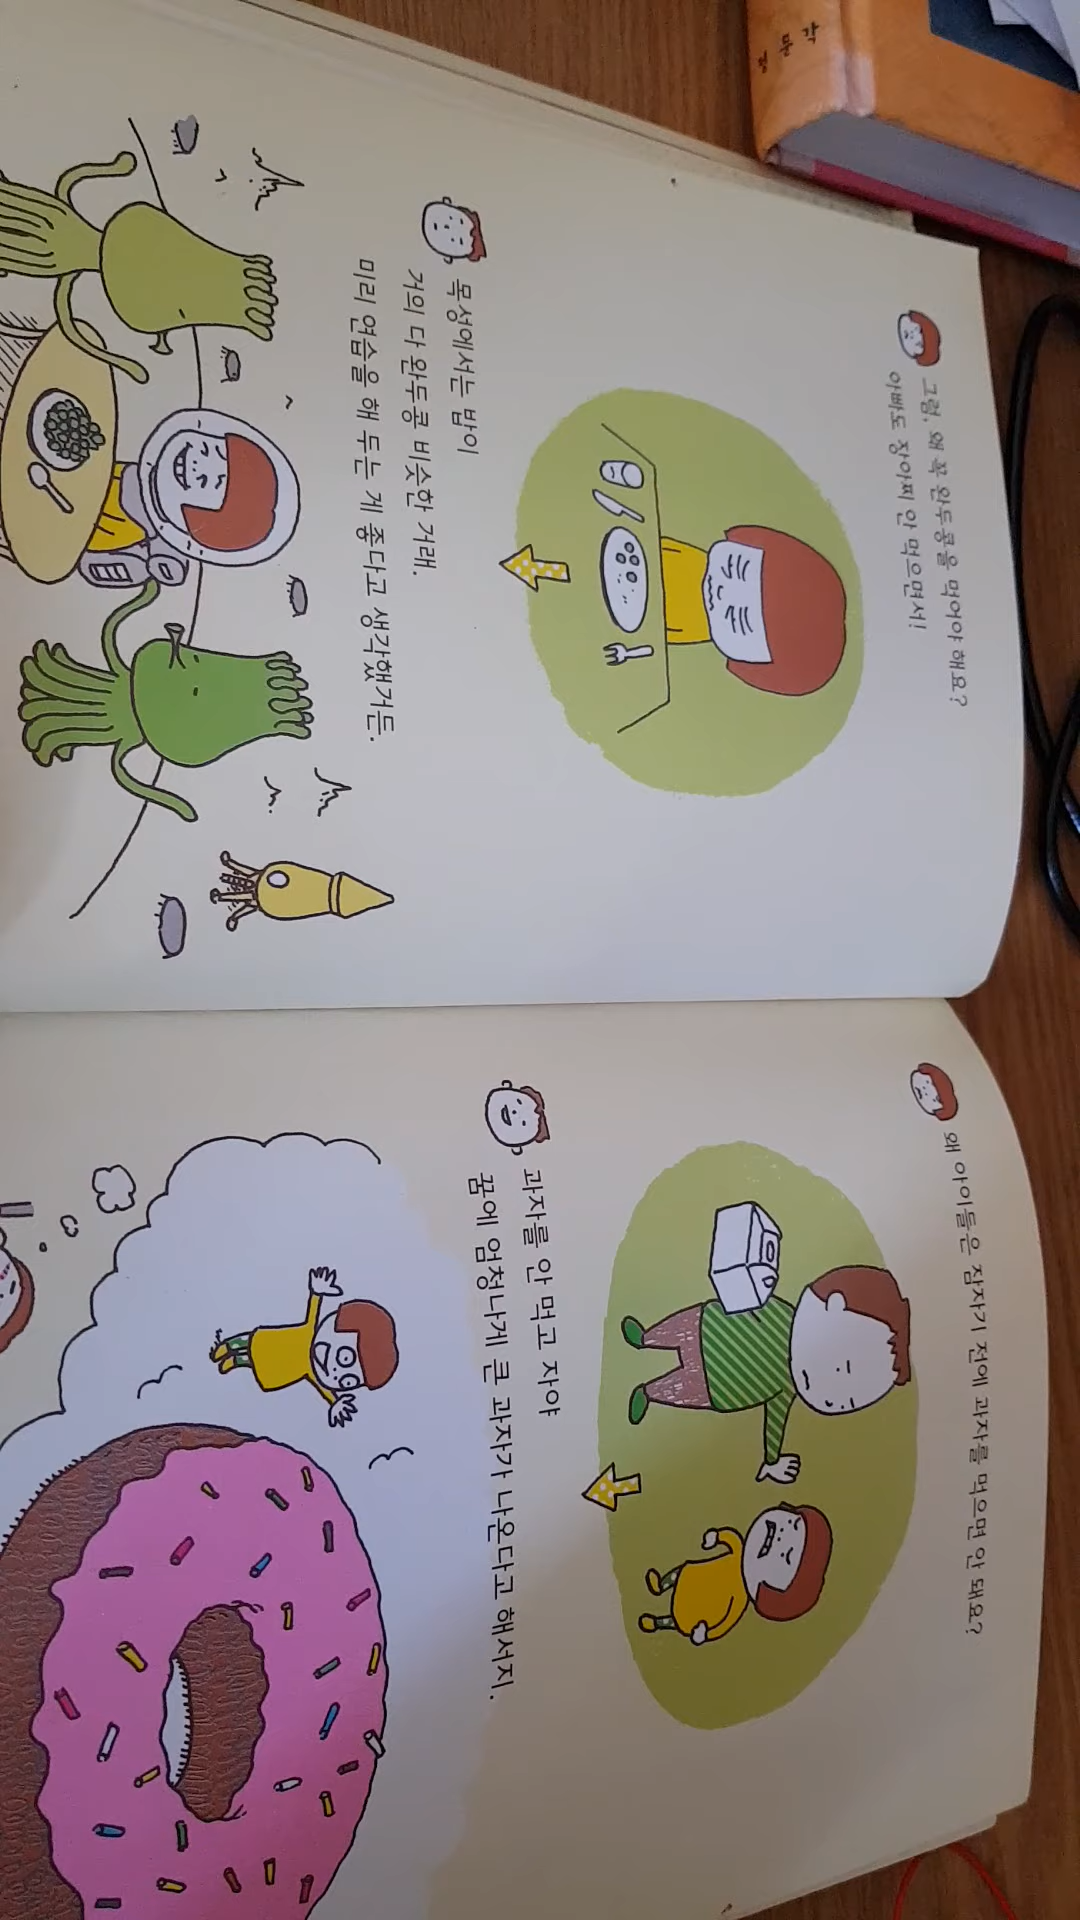 그럼, 왜 꼭 완두콩을 먹어야 해요?
아빠도 장아찌 안 먹으면서!
목성에서는 밥이
거의 다 완두콩 비슷한 거래.
미리 연습을 해 두는 게 좋다고 생각했거든.
왜 아이들은 잠자기 전에 과자를 먹으면 안 돼요?
과자를 안 먹고 자야
꿈에 엄청나게 큰 과자가 나온다고 해서지.